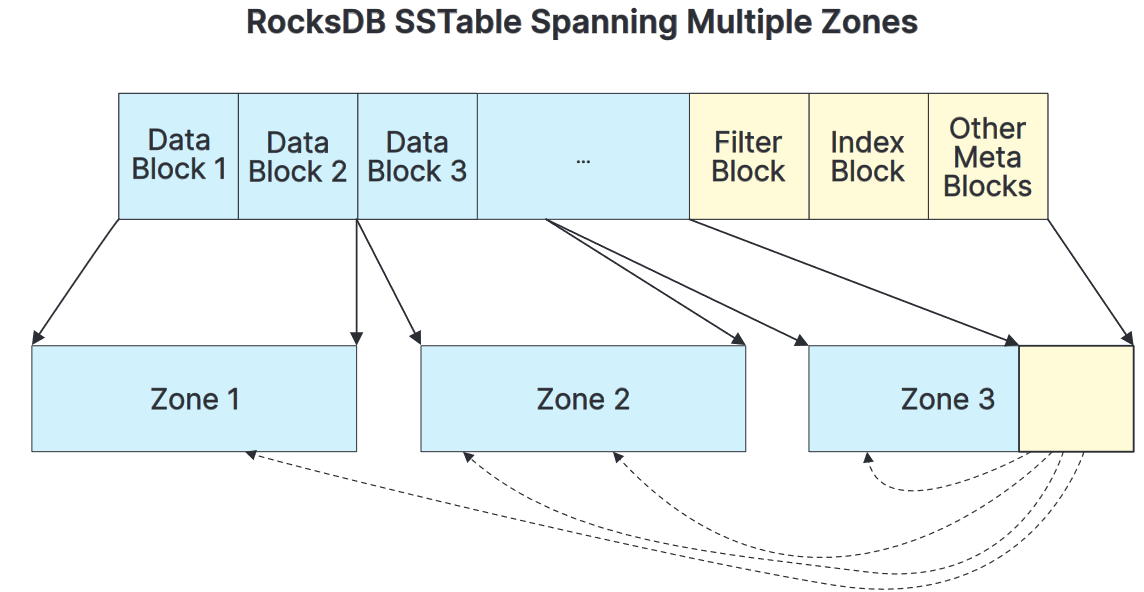 RocksDB SSTable Spanning Multiple Zones
Data
Block 1
Data
Block 2
Data
Block 3
...
Filter
Block
Index
Block
Other
Meta
Blocks
Zone 1
Zone 2
Zone 3